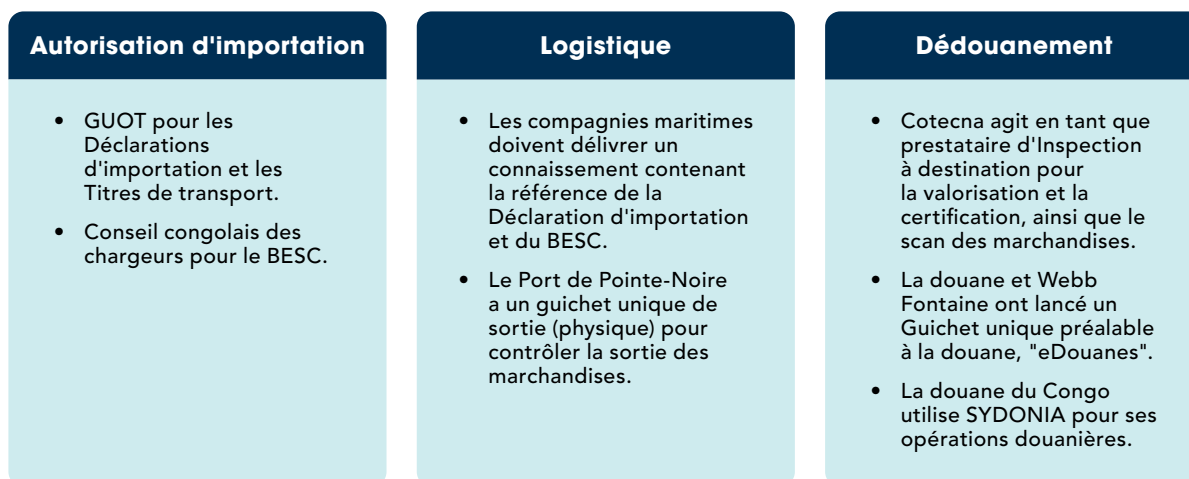 Autorisation d'importation
• GUOT pour les
Déclarations
d'importation et les
Titres de transport.
• Conseil congolais des
chargeurs pour le BESC.
Logistique
• Les compagnies maritimes
doivent délivrer un
connaissement contenant
la référence de la
Déclaration d'importation
et du BESC.
• Le Port de Pointe-Noire
a un guichet unique de
sortie (physique) pour
contrôler la sortie des
marchandises.
Dédouanement
• Cotecna agit en tant que
prestataire d'Inspection
à destination pour
la valorisation et la
certification, ainsi que le
scan des marchandises.
• La douane et Webb
Fontaine ont lancé un
Guichet unique préalable
à la douane, "eDouanes".
• La douane du Congo
utilise SYDONIA pour ses
opérations douanières.